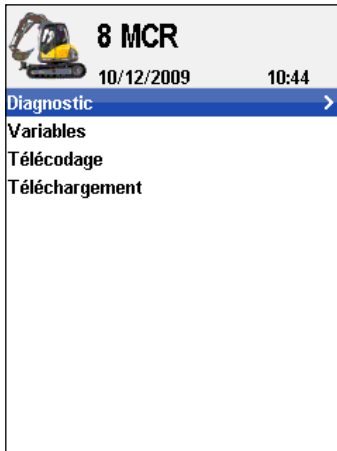 8 MCR
10/12/2009 10:44
Diagnostic
Variables
Télécodage
Téléchargement